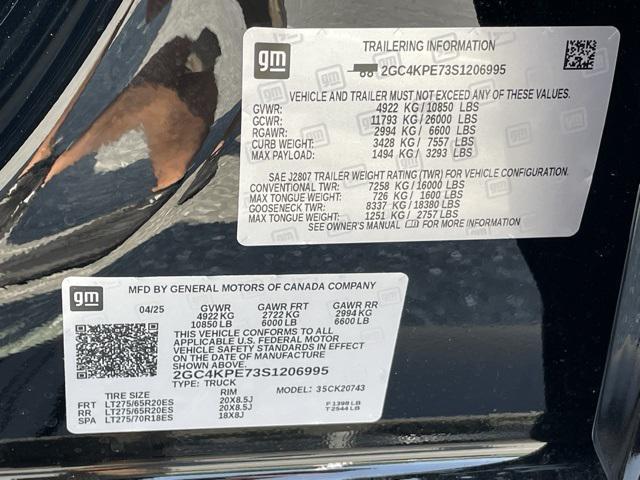 gm
TRAILERING INFORMATION
2GC4KPE73S1206995
VEHICLE AND TRAILER MUST NOT EXCEED ANY OF THESE VALUES.
GVWR: 4922 KG/10850 LBS
GCWR: 11793 KG/26000 LBS
RGAWR: 2994 KG/ 6600 LBS
CURB WEIGHT: 3428 KG/ 7557 LBS
MAX PAYLOAD: 1494 KG/ 3293 LBS
SAE J2807 TRAILER WEIGHT RATING (TWR) FOR VEHICLE CONFIGURATION.
CONVENTIONAL TWR: 7258 KG/16000 LBS
MAX TONGUE WEIGHT: 726 KG/ 1600 LBS
GOOSENECK TWR: 8337 KG/18380 LBS
MAX TONGUE WEIGHT: 1251 KG/ 2757 LBS
SEE OWNER'S MANUAL FOR MORE INFORMATION
gm
MFD BY GENERAL MOTORS OF CANADA COMPANY
04/25 GVWR GAWR FRT GAWR RR
4922 KG 2722 KG 2994 KG
10850 LB 6000 LB 6600 LB
THIS VEHICLE CONFORMS TO ALL
APPLICABLE U.S. FEDERAL MOTOR
VEHICLE SAFETY STANDARDS IN EFFECT
ON THE DATE OF MANUFACTURE
SHOWN ABOVE.
2GC4KPE73S1206995
TYPE: TRUCK
MODEL: 35CK20743
TIRE SIZE RIM
FRT LT275/65R20ES 20X8.5J F 1398 LB
RR LT275/65R20ES 20X8.5J T 2544 LB
SPA LT275/70R18ES 18X8J